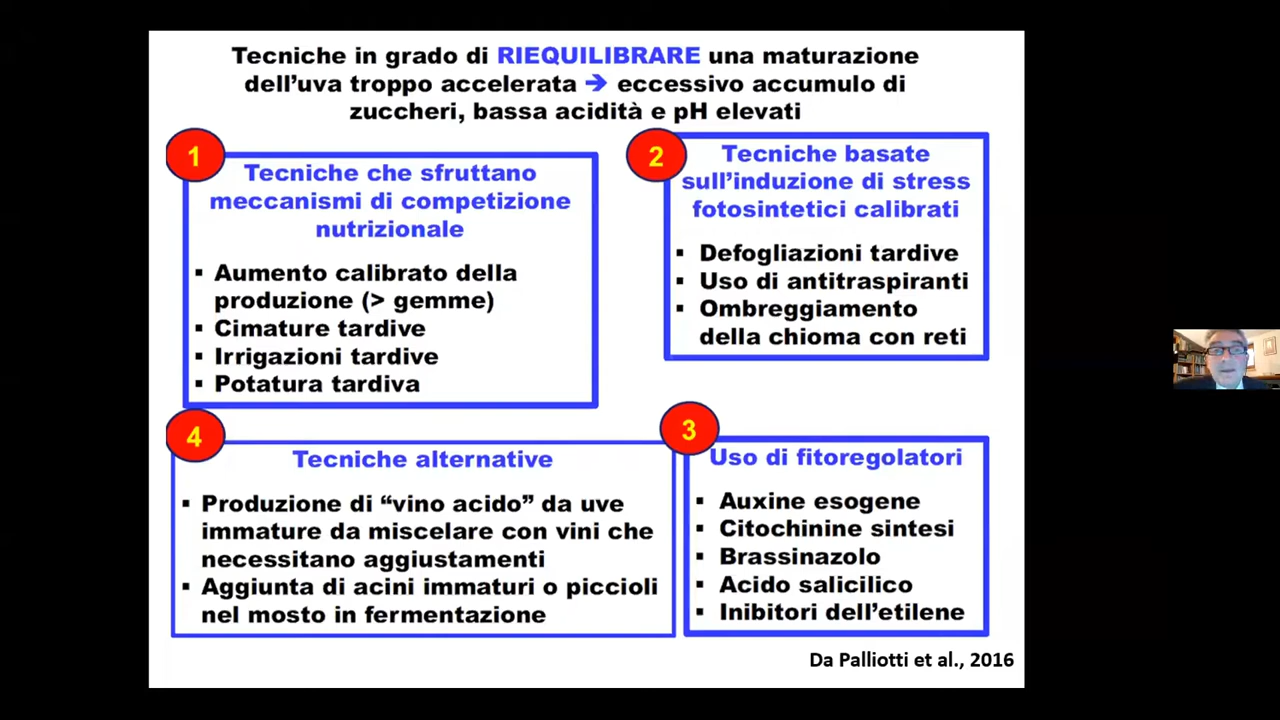 Tecniche in grado di RIEQUILIBRARE una maturazione
dell'uva troppo accelerata → eccessivo accumulo di
zuccheri, bassa acidità e pH elevati
1
Tecniche che sfruttano
meccanismi di competizione
nutrizionale
▪ Aumento calibrato della
produzione (> gemme)
▪ Cimature tardive
▪ Irrigazioni tardive
▪ Potatura tardiva
2
Tecniche basate
sull'induzione di stress
fotosintetici calibrati
▪ Defogliazioni tardive
▪ Uso di antitraspiranti
▪ Ombreggiamento
della chioma con reti
4
Tecniche alternative
▪ Produzione di “vino acido” da uve
immature da miscelare con vini che
necessitano aggiustamenti
▪ Aggiunta di acini immaturi o piccioli
nel mosto in fermentazione
3
Uso di fitoregolatori
▪ Auxine esogene
▪ Citochinine sintesi
▪ Brassinazolo
▪ Acido salicilico
▪ Inibitori dell'etilene
Da Palliotti et al., 2016